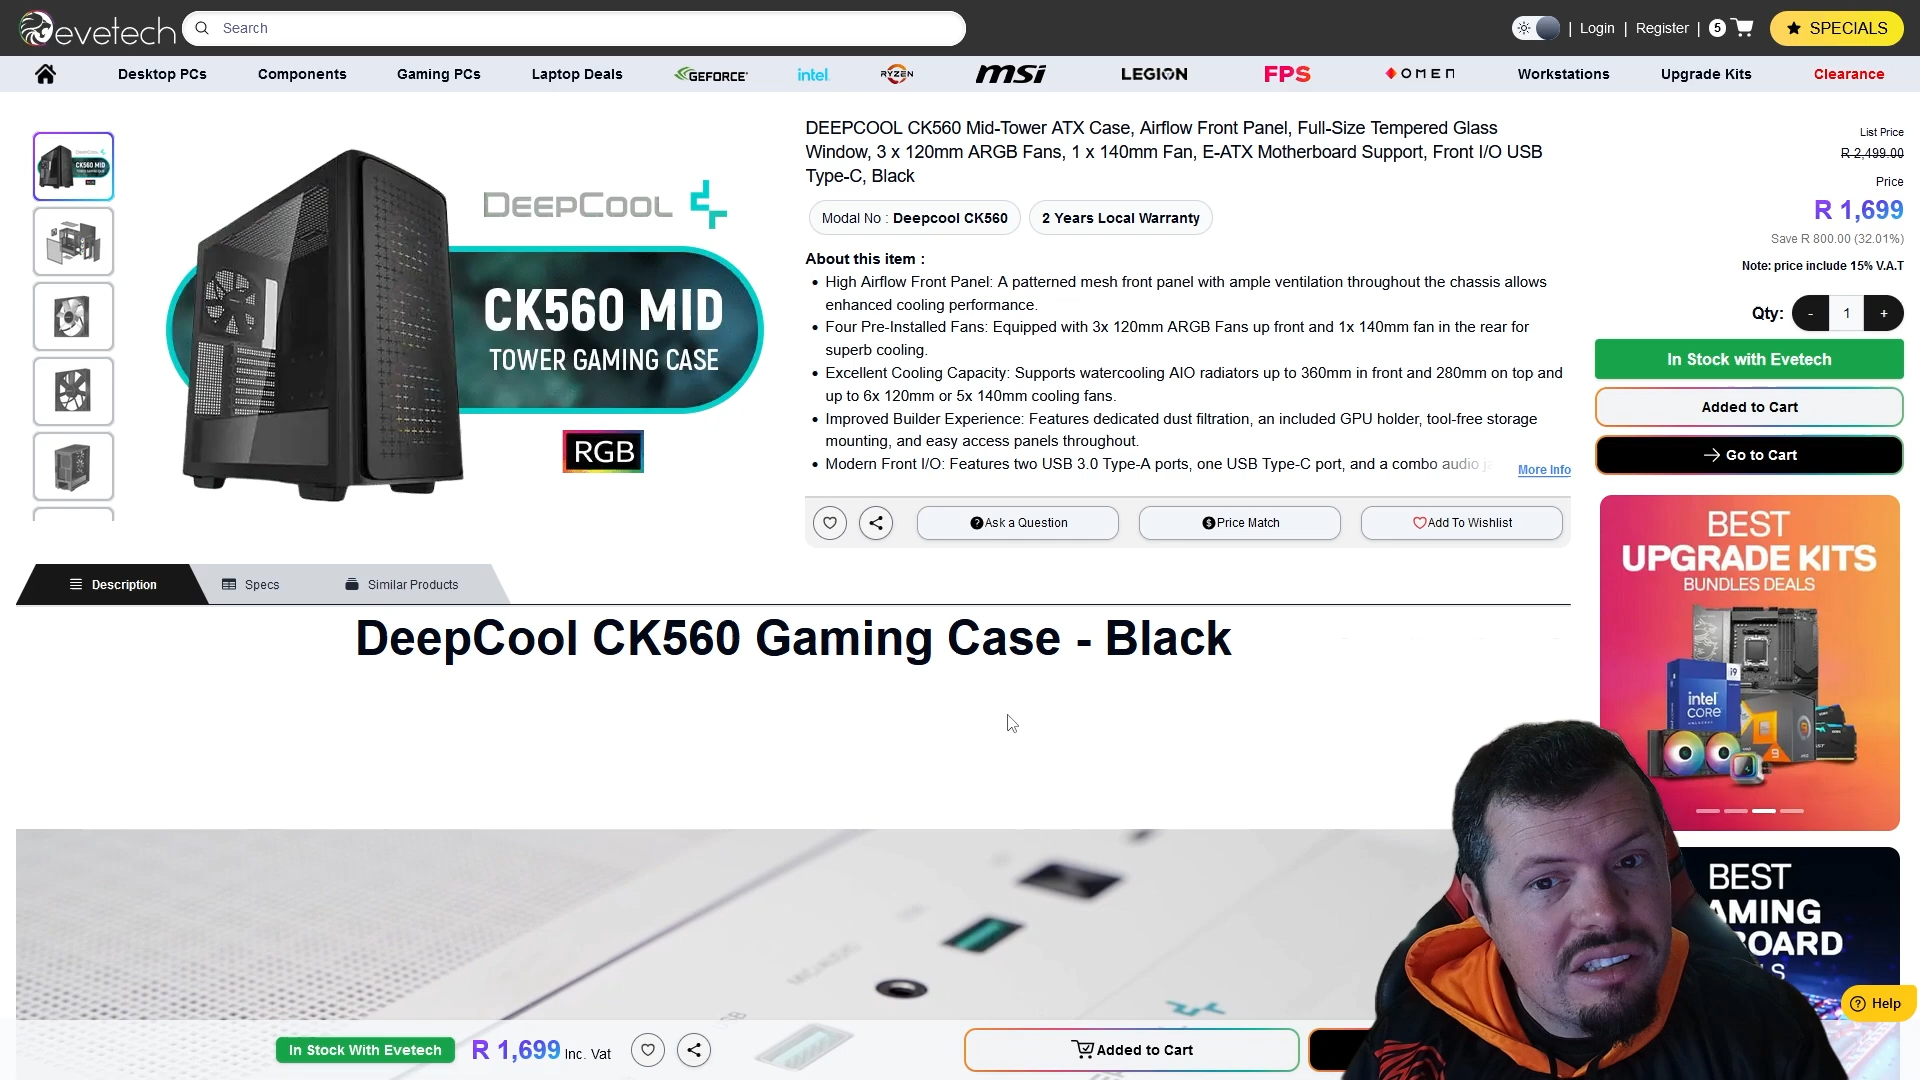 evetech
Search
| Login | Register | 5
SPECIALS
Desktop PCs
Components
Gaming PCs
Laptop Deals
GEFORCE
intel
RYZEN
msi
LEGION
FPS
OMEN
Workstations
Upgrade Kits
Clearance
DEEPCOOL
CK560 MID
TOWER GAMING CASE
RGB
DEEPCOOL CK560 Mid-Tower ATX Case, Airflow Front Panel, Full-Size Tempered Glass
Window, 3 x 120mm ARGB Fans, 1 x 140mm Fan, E-ATX Motherboard Support, Front I/O USB
Type-C, Black
Modal No : Deepcool CK560
2 Years Local Warranty
About this item :
• High Airflow Front Panel: A patterned mesh front panel with ample ventilation throughout the chassis allows
enhanced cooling performance.
• Four Pre-Installed Fans: Equipped with 3x 120mm ARGB Fans up front and 1x 140mm fan in the rear for
superb cooling.
• Excellent Cooling Capacity: Supports watercooling AIO radiators up to 360mm in front and 280mm on top and
up to 6x 120mm or 5x 140mm cooling fans.
• Improved Builder Experience: Features dedicated dust filtration, an included GPU holder, tool-free storage
mounting, and easy access panels throughout.
• Modern Front I/O: Features two USB 3.0 Type-A ports, one USB Type-C port, and a combo audio
More Info
Ask a Question
Price Match
Add To Wishlist
List Price
R 2,499.00
Price
R 1,699
Save R 800.00 (32.01%)
Note: price include 15% V.A.T
Qty: - 1 +
In Stock with Evetech
Added to Cart
Go to Cart
BEST
UPGRADE KITS
BUNDLES DEALS
i9
intel
CORE
9
Description
Specs
Similar Products
DeepCool CK560 Gaming Case - Black
BEST
AMING
OARD
LS
Help
In Stock With Evetech
R 1,699 Inc. Vat
Added to Cart